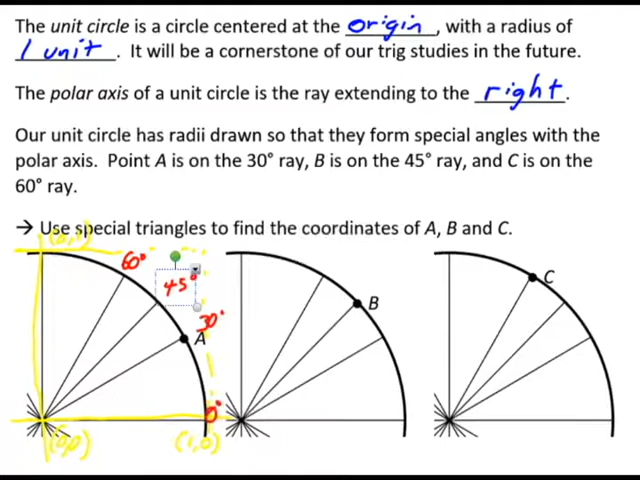 The unit circle is a circle centered at the origin, with a radius of
1 unit. It will be a cornerstone of our trig studies in the future.
The polar axis of a unit circle is the ray extending to the right.
Our unit circle has radii drawn so that they form special angles with the
polar axis. Point A is on the 30° ray, B is on the 45° ray, and C is on the
60° ray.
→ Use special triangles to find the coordinates of A, B and C.
60°
45°
30°
A
0°
(0,0)
(1,0)
B
C